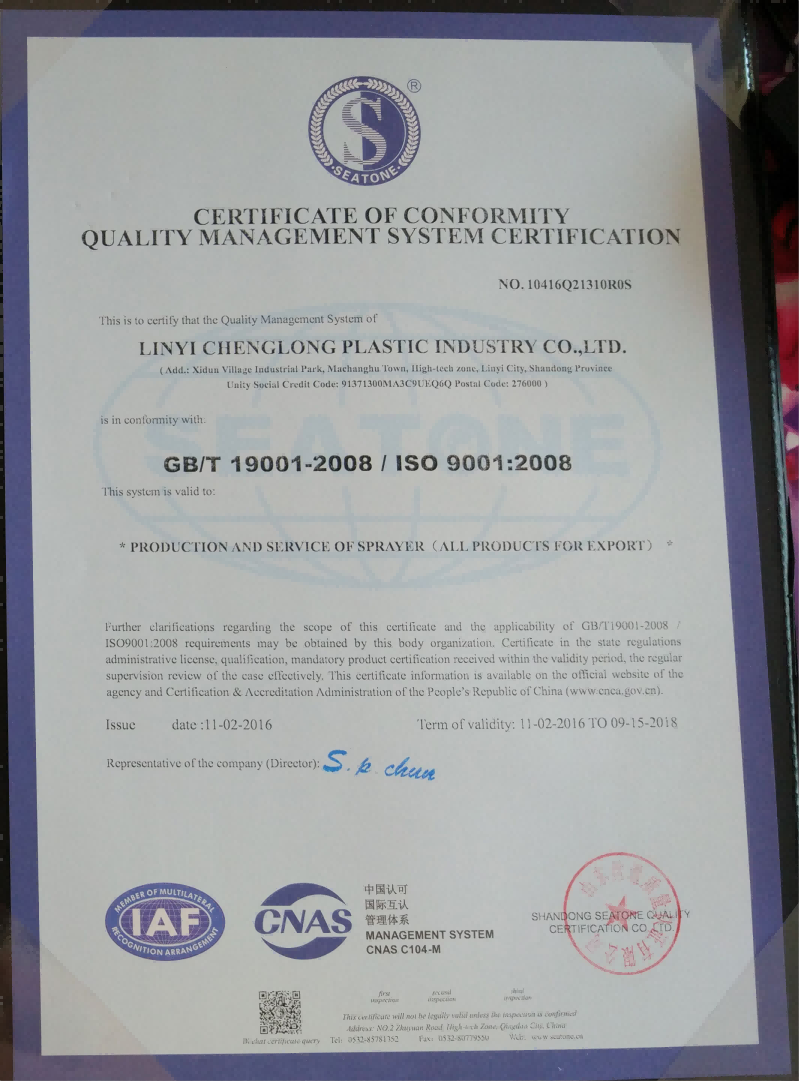 ®
S
SEATONE
CERTIFICATE OF CONFORMITY
QUALITY MANAGEMENT SYSTEM CERTIFICATION
NO. 10416Q21310R0S
This is to certify that the Quality Management System of
LINYI CHENGLONG PLASTIC INDUSTRY CO.,LTD.
( Add.: Xidun Village Industrial Park, Machanghu Town, High-tech zone, Linyi City, Shandong Province
Unity Social Credit Code: 91371300MA3C9UEQ6Q Postal Code: 276000 )
is in conformity with:
SEATONE
GB/T 19001-2008 / ISO 9001:2008
This system is valid to:
* PRODUCTION AND SERVICE OF SPRAYER（ALL PRODUCTS FOR EXPORT） *
Further clarifications regarding the scope of this certificate and the applicability of GB/T19001-2008 /
ISO9001:2008 requirements may be obtained by this body organization. Certificate in the state regulations
administrative license, qualification, mandatory product certification received within the validity period, the regular
supervision review of the case effectively. This certificate information is available on the official website of the
agency and Certification & Accreditation Administration of the People's Republic of China (www.cnca.gov.cn).
Issue date :11-02-2016 Term of validity: 11-02-2016 TO 09-15-2018
Representative of the company (Director): S. p. chun
MEMBER OF MULTILATERAL
IAF
RECOGNITION ARRANGEMENT
CNAS
中国认可
国际互认
管理体系
MANAGEMENT SYSTEM
CNAS C104-M
SHANDONG SEATONE QUALITY
CERTIFICATION CO.,LTD.
first second third
inspection inspection inspection
This certificate will not be legally valid unless the inspection is confirmed
Address: NO.2 Zhuyuan Road, High-tech Zone, Qingdao City, China
Wechat certificate query Tel: 0532-85781752 Fax: 0532-80779550 Web: www.seatone.cn